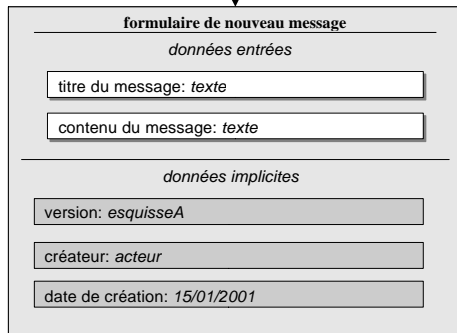 formulaire de nouveau message
données entrées
titre du message: texte
contenu du message: texte
données implicites
version: esquisseA
créateur: acteur
date de création: 15/01/2001